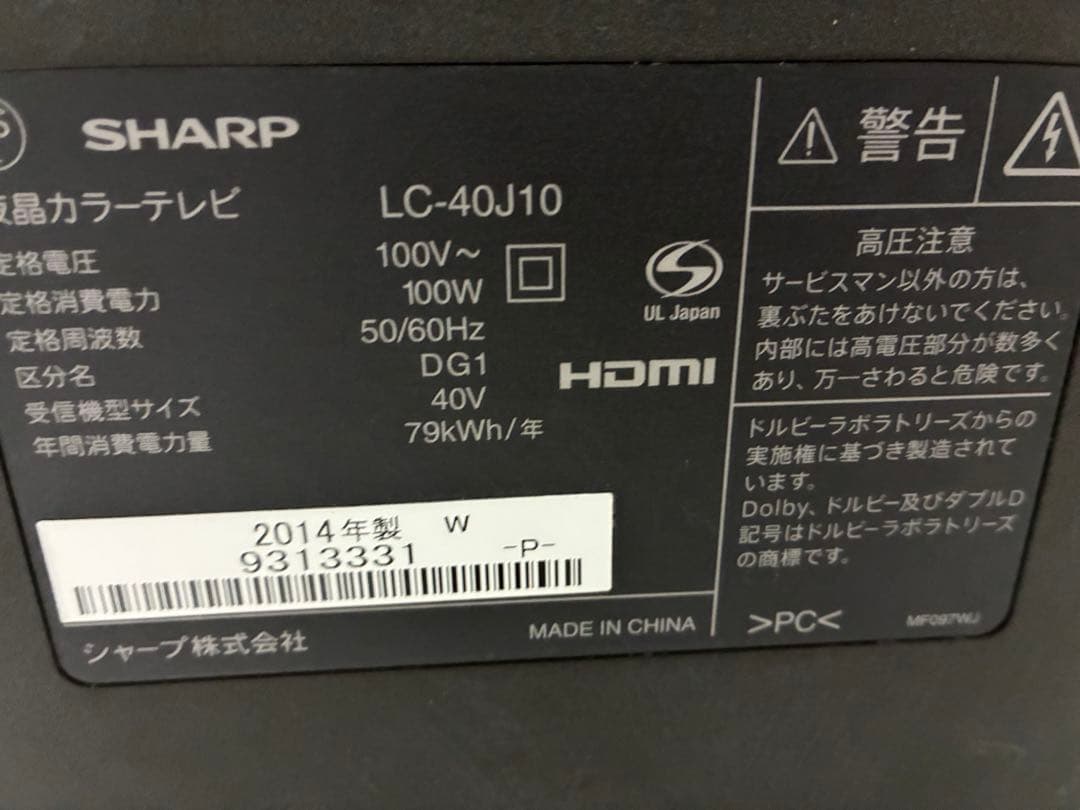 SHARP
液晶カラーテレビ LC-40J10
定格電圧 100V～
定格消費電力 100W
定格周波数 50/60Hz
区分名 DG1
受信機型サイズ 40V
年間消費電力量 79kWh/年
UL Japan
HDMI
2014年製 W
9313331 -P-
シャープ株式会社
MADE IN CHINA
警告
高圧注意
サービスマン以外の方は、
裏ぶたをあけないでください。
内部には高電圧部分が数多く
あり、万一さわると危険です。
ドルビーラボラトリーズからの
実施権に基づき製造されて
います。
Dolby、ドルビー及びダブルD
記号はドルビーラボラトリーズ
の商標です。
>PC<
MF097WJ